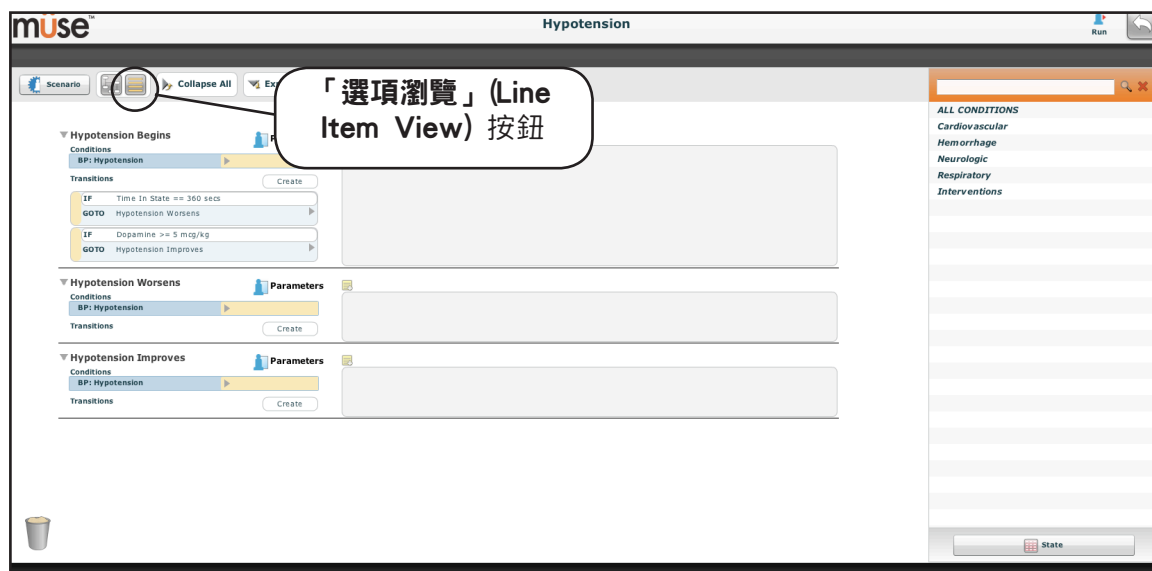 müse™
Hypotension
Run
Scenario
Collapse All
「選項瀏覽」(Line
Item View) 按鈕
ALL CONDITIONS
Cardiovascular
Hemorrhage
Neurologic
Respiratory
Interventions
Hypotension Begins
Conditions
BP: Hypotension
Transitions
Create
IF Time In State == 360 secs
GOTO Hypotension Worsens
IF Dopamine >= 5 mcg/kg
GOTO Hypotension Improves
Hypotension Worsens
Parameters
Conditions
BP: Hypotension
Transitions
Create
Hypotension Improves
Parameters
Conditions
BP: Hypotension
Transitions
Create
State